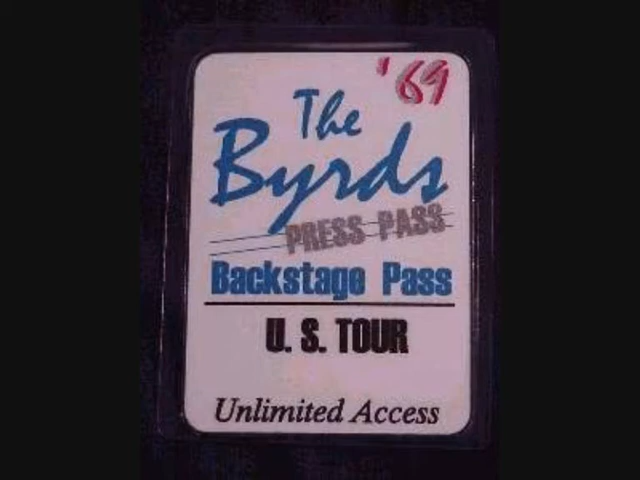 '69
The
Byrds
PRESS PASS
Backstage Pass
U. S. TOUR
Unlimited Access